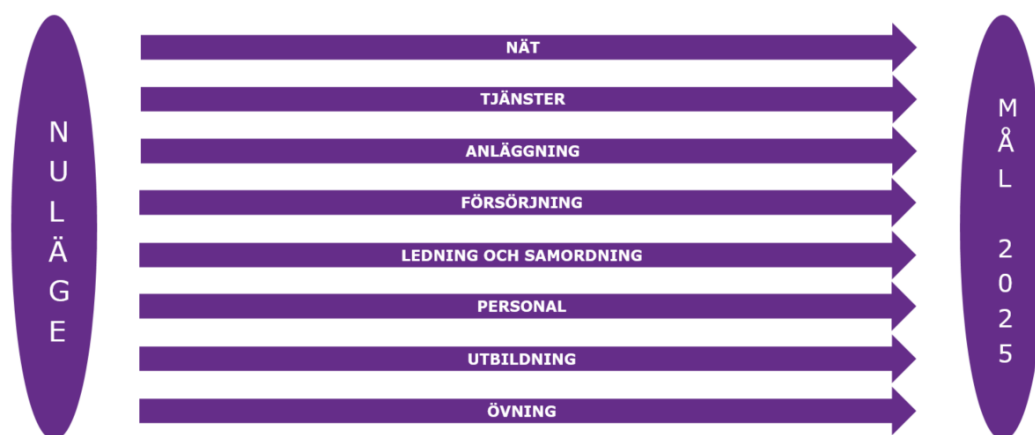 NULÄGE
NÄT
TJÄNSTER
ANLÄGGNING
FÖRSÖRJNING
LEDNING OCH SAMORDNING
PERSONAL
UTBILDNING
ÖVNING
MÅL 2025